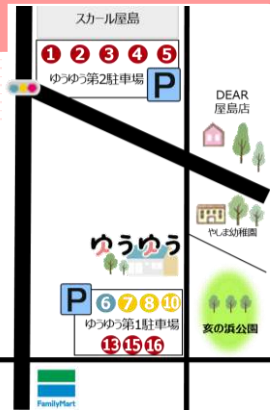 スカール屋島
1 2 3 4 5
ゆうゆう第2駐車場 P
DEAR
屋島店
やしま幼稚園
ゆうゆう
P 6 7 8 10
ゆうゆう第1駐車場
13 15 16
亥の浜公園
FamilyMart